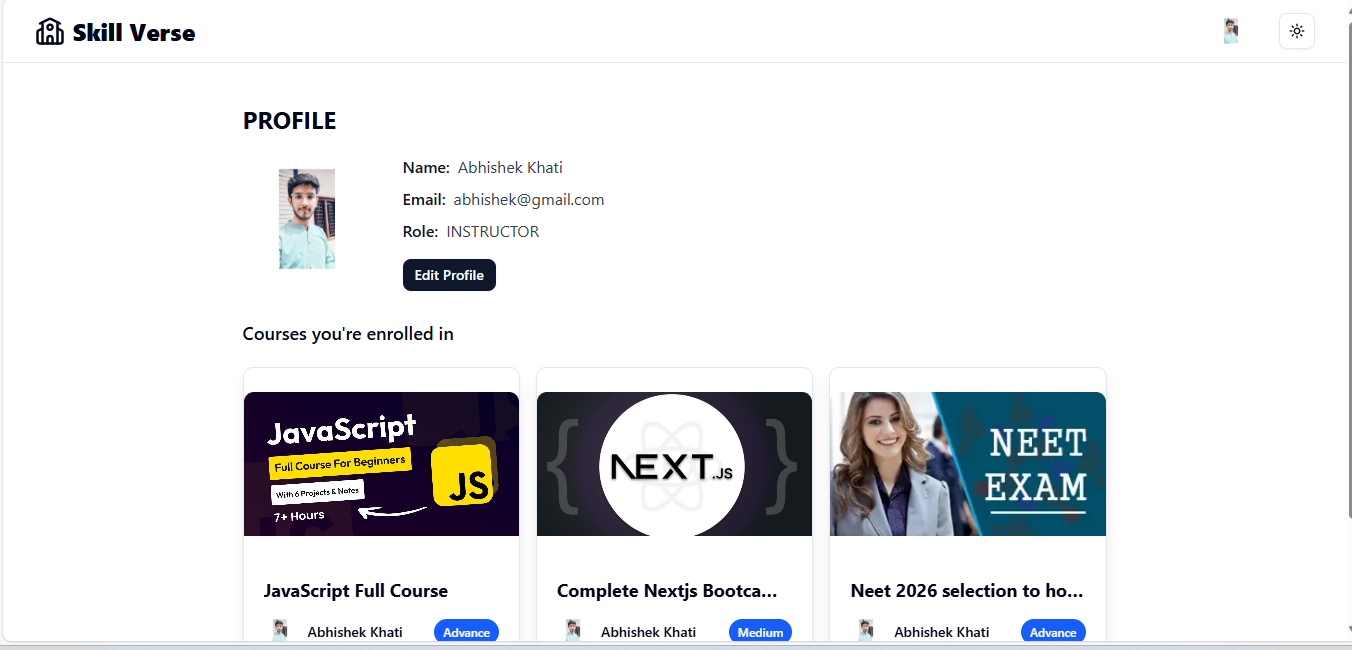 Skill Verse
PROFILE
Name: Abhishek Khati
Email: abhishek@gmail.com
Role: INSTRUCTOR
Edit Profile
Courses you're enrolled in
JavaScript
Full Course For Beginners
With 6 Projects & Notes
7+ Hours
JS
NEXT.JS
NEET
EXAM
JavaScript Full Course
Complete Nextjs Bootca...
Neet 2026 selection to ho...
Abhishek Khati Advance
Abhishek Khati Medium
Abhishek Khati Advance